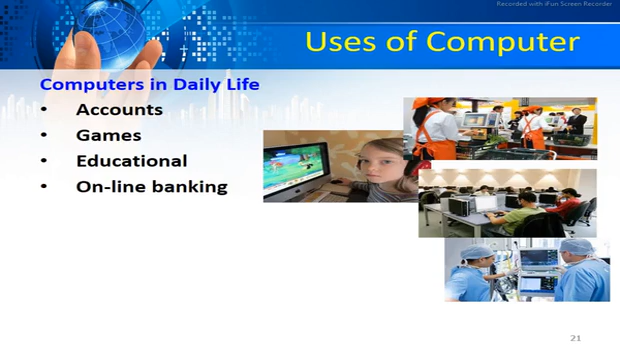 Recorded with iFun Screen Recorder
Uses of Computer
Computers in Daily Life
• Accounts
• Games
• Educational
• On-line banking
21